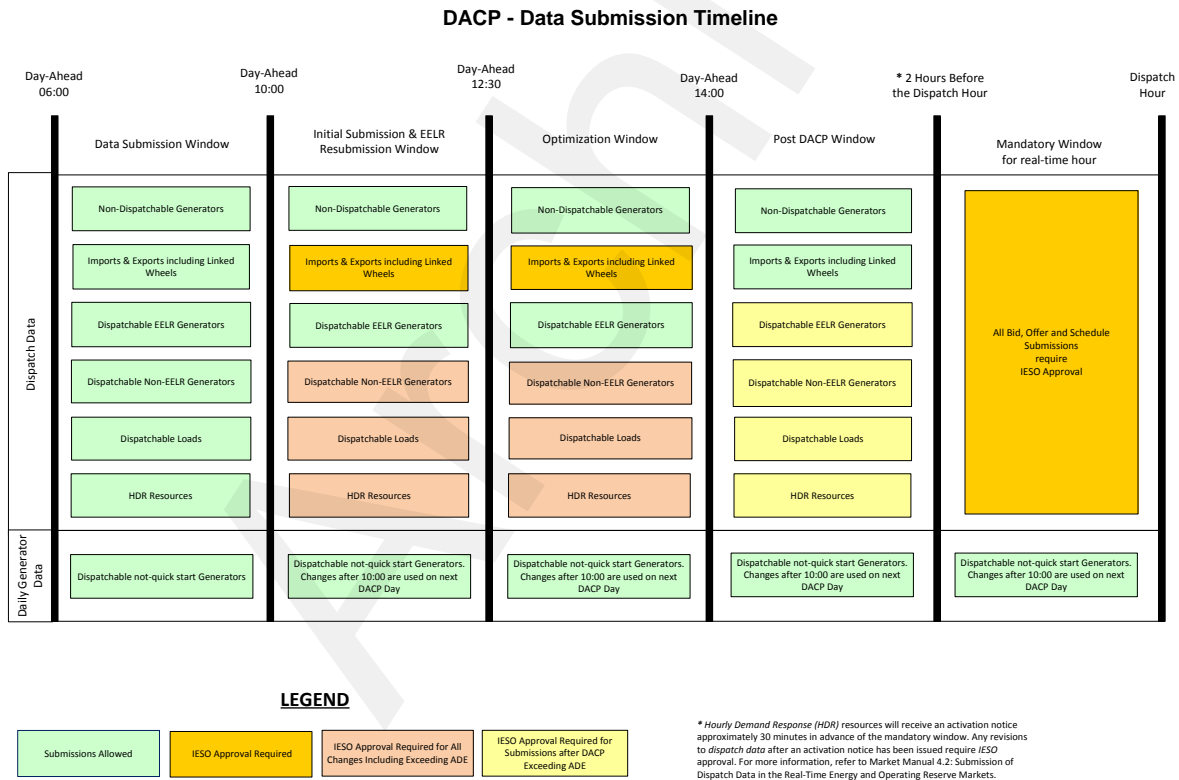 DACP - Data Submission Timeline
Day-Ahead
06:00
Day-Ahead
10:00
Day-Ahead
12:30
Day-Ahead
14:00
* 2 Hours Before
the Dispatch Hour
Dispatch
Hour
Data Submission Window
Initial Submission & EELR
Resubmission Window
Optimization Window
Post DACP Window
Mandatory Window
for real-time hour
Dispatch Data
Non-Dispatchable Generators
Non-Dispatchable Generators
Non-Dispatchable Generators
Non-Dispatchable Generators
Imports & Exports including Linked
Wheels
Imports & Exports including Linked
Wheels
Imports & Exports including Linked
Wheels
Imports & Exports including Linked
Wheels
Dispatchable EELR Generators
Dispatchable EELR Generators
Dispatchable EELR Generators
Dispatchable EELR Generators
All Bid, Offer and Schedule
Submissions
require
IESO Approval
Dispatchable Non-EELR Generators
Dispatchable Non-EELR Generators
Dispatchable Non-EELR Generators
Dispatchable Non-EELR Generators
Dispatchable Loads
Dispatchable Loads
Dispatchable Loads
Dispatchable Loads
HDR Resources
HDR Resources
HDR Resources
HDR Resources
Daily Generator
Data
Dispatchable not-quick start Generators
Dispatchable not-quick start Generators.
Changes after 10:00 are used on next
DACP Day
Dispatchable not-quick start Generators.
Changes after 10:00 are used on next
DACP Day
Dispatchable not-quick start Generators.
Changes after 10:00 are used on next
DACP Day
Dispatchable not-quick start Generators.
Changes after 10:00 are used on next
DACP Day
LEGEND
Submissions Allowed
IESO Approval Required
IESO Approval Required for All
Changes Including Exceeding ADE
IESO Approval Required for
Submissions after DACP
Exceeding ADE
* Hourly Demand Response (HDR) resources will receive an activation notice
approximately 30 minutes in advance of the mandatory window. Any revisions
to dispatch data after an activation notice has been issued require IESO
approval. For more information, refer to Market Manual 4.2: Submission of
Dispatch Data in the Real-Time Energy and Operating Reserve Markets.